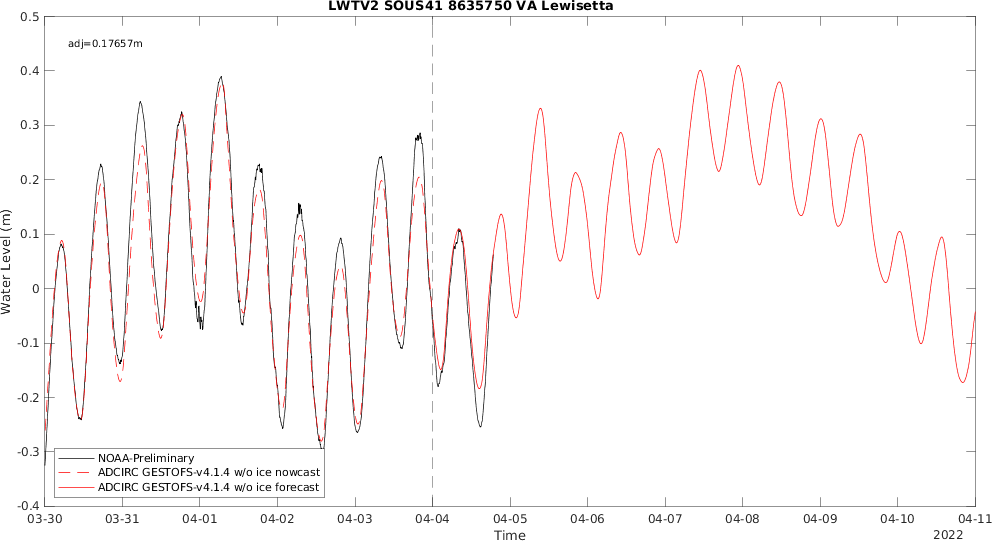 LWTV2 SOUS41 8635750 VA Lewisetta
adj=0.17657m
0.5
0.4
0.3
0.2
0.1
0
-0.1
-0.2
-0.3
-0.4
Water Level (m)
NOAA-Preliminary
ADCIRC GESTOFS-v4.1.4 w/o ice nowcast
ADCIRC GESTOFS-v4.1.4 w/o ice forecast
03-30 03-31 04-01 04-02 04-03 04-04 04-05 04-06 04-07 04-08 04-09 04-10 04-11
Time
2022